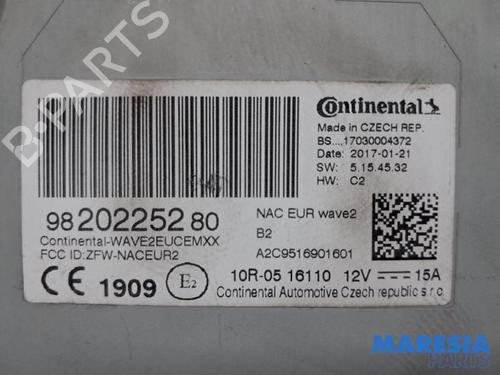 B-PARTS
Continental
Made in CZECH REP.
BS....17030004372
Date: 2017-01-21
SW: 5.15.45.32
HW: C2
98 202252 80
Continental-WAVE2EUCEMXX
FCC ID:ZFW-NACEUR2
NAC EUR wave2
B2
A2C9516901601
CE 1909 E2
10R-05 16110 12V 15A
Continental Automotive Czech republic s.r.o
MARESIA
PARTS